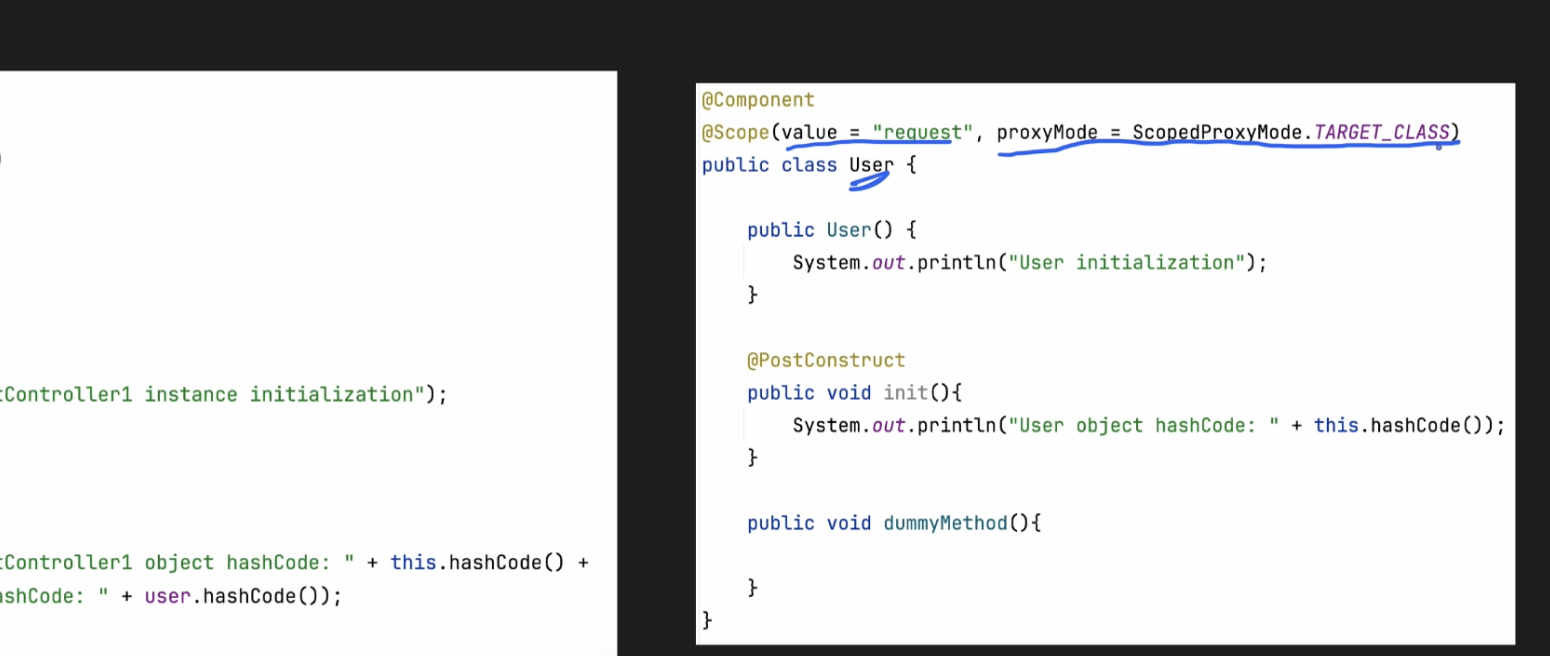 )
tController1 instance initialization");
tController1 object hashCode: " + this.hashCode() +
ashCode: " + user.hashCode());
@Component
@Scope(value = "request", proxyMode = ScopedProxyMode.TARGET_CLASS)
public class User {
public User() {
System.out.println("User initialization");
}
@PostConstruct
public void init(){
System.out.println("User object hashCode: " + this.hashCode());
}
public void dummyMethod(){
}
}